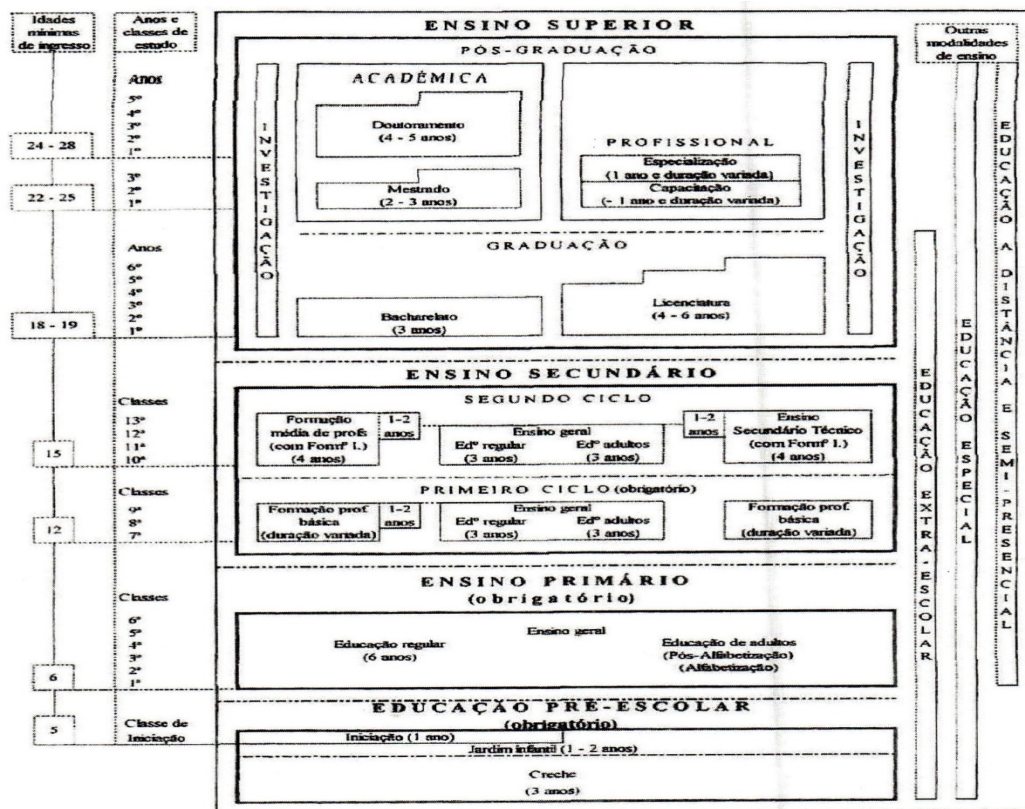 Idades
mínimas
de ingresso
Anos e
classes de
estudo
ENSINO SUPERIOR
Outras
modalidades
de ensino
PÓS-GRADUAÇÃO
Anos
5º
4º
3º
2º
1º
24 - 28
3º
2º
1º
22 - 25
INVESTIGAÇÃO
ACADÉMICA
Doutoramento
(4 - 5 anos)
Mestrado
(2 - 3 anos)
PROFISSIONAL
Especialização
(1 ano e duração variada)
Capacitação
(- 1 ano e duração variada)
INVESTIGAÇÃO
GRADUAÇÃO
Anos
6º
5º
4º
3º
2º
1º
18 - 19
Bacharelato
(3 anos)
Licenciatura
(4 - 6 anos)
ENSINO SECUNDÁRIO
SEGUNDO CICLO
Classes
13ª
12ª
11ª
10ª
15
Formação
média de profs
(com Formº I.)
(4 anos)
1-2
anos
Ensino geral
Edº regular
(3 anos)
Edº adultos
(3 anos)
1-2
anos
Ensino
Secundário Técnico
(com Formº I.)
(4 anos)
PRIMEIRO CICLO (obrigatório)
Classes
9ª
8ª
7ª
12
Formação prof.
básica
(duração variada)
1-2
anos
Ensino geral
Edº regular
(3 anos)
Edº adultos
(3 anos)
Formação prof.
básica
(duração variada)
ENSINO PRIMÁRIO
(obrigatório)
Classes
6ª
5ª
4ª
3ª
2ª
1ª
6
Ensino geral
Educação regular
(6 anos)
Educação de adultos
(Pós-Alfabetização)
(Alfabetização)
EDUCAÇÃO PRÉ-ESCOLAR
(obrigatório)
5
Classe de
Iniciação
Iniciação (1 ano)
Jardim infantil (1 - 2 anos)
Creche
(3 anos)
EDUCAÇÃO EXTRA-ESCOLAR
EDUCAÇÃO ESPECIAL
EDUCAÇÃO A DISTÂNCIA E SEMI-PRESENCIAL